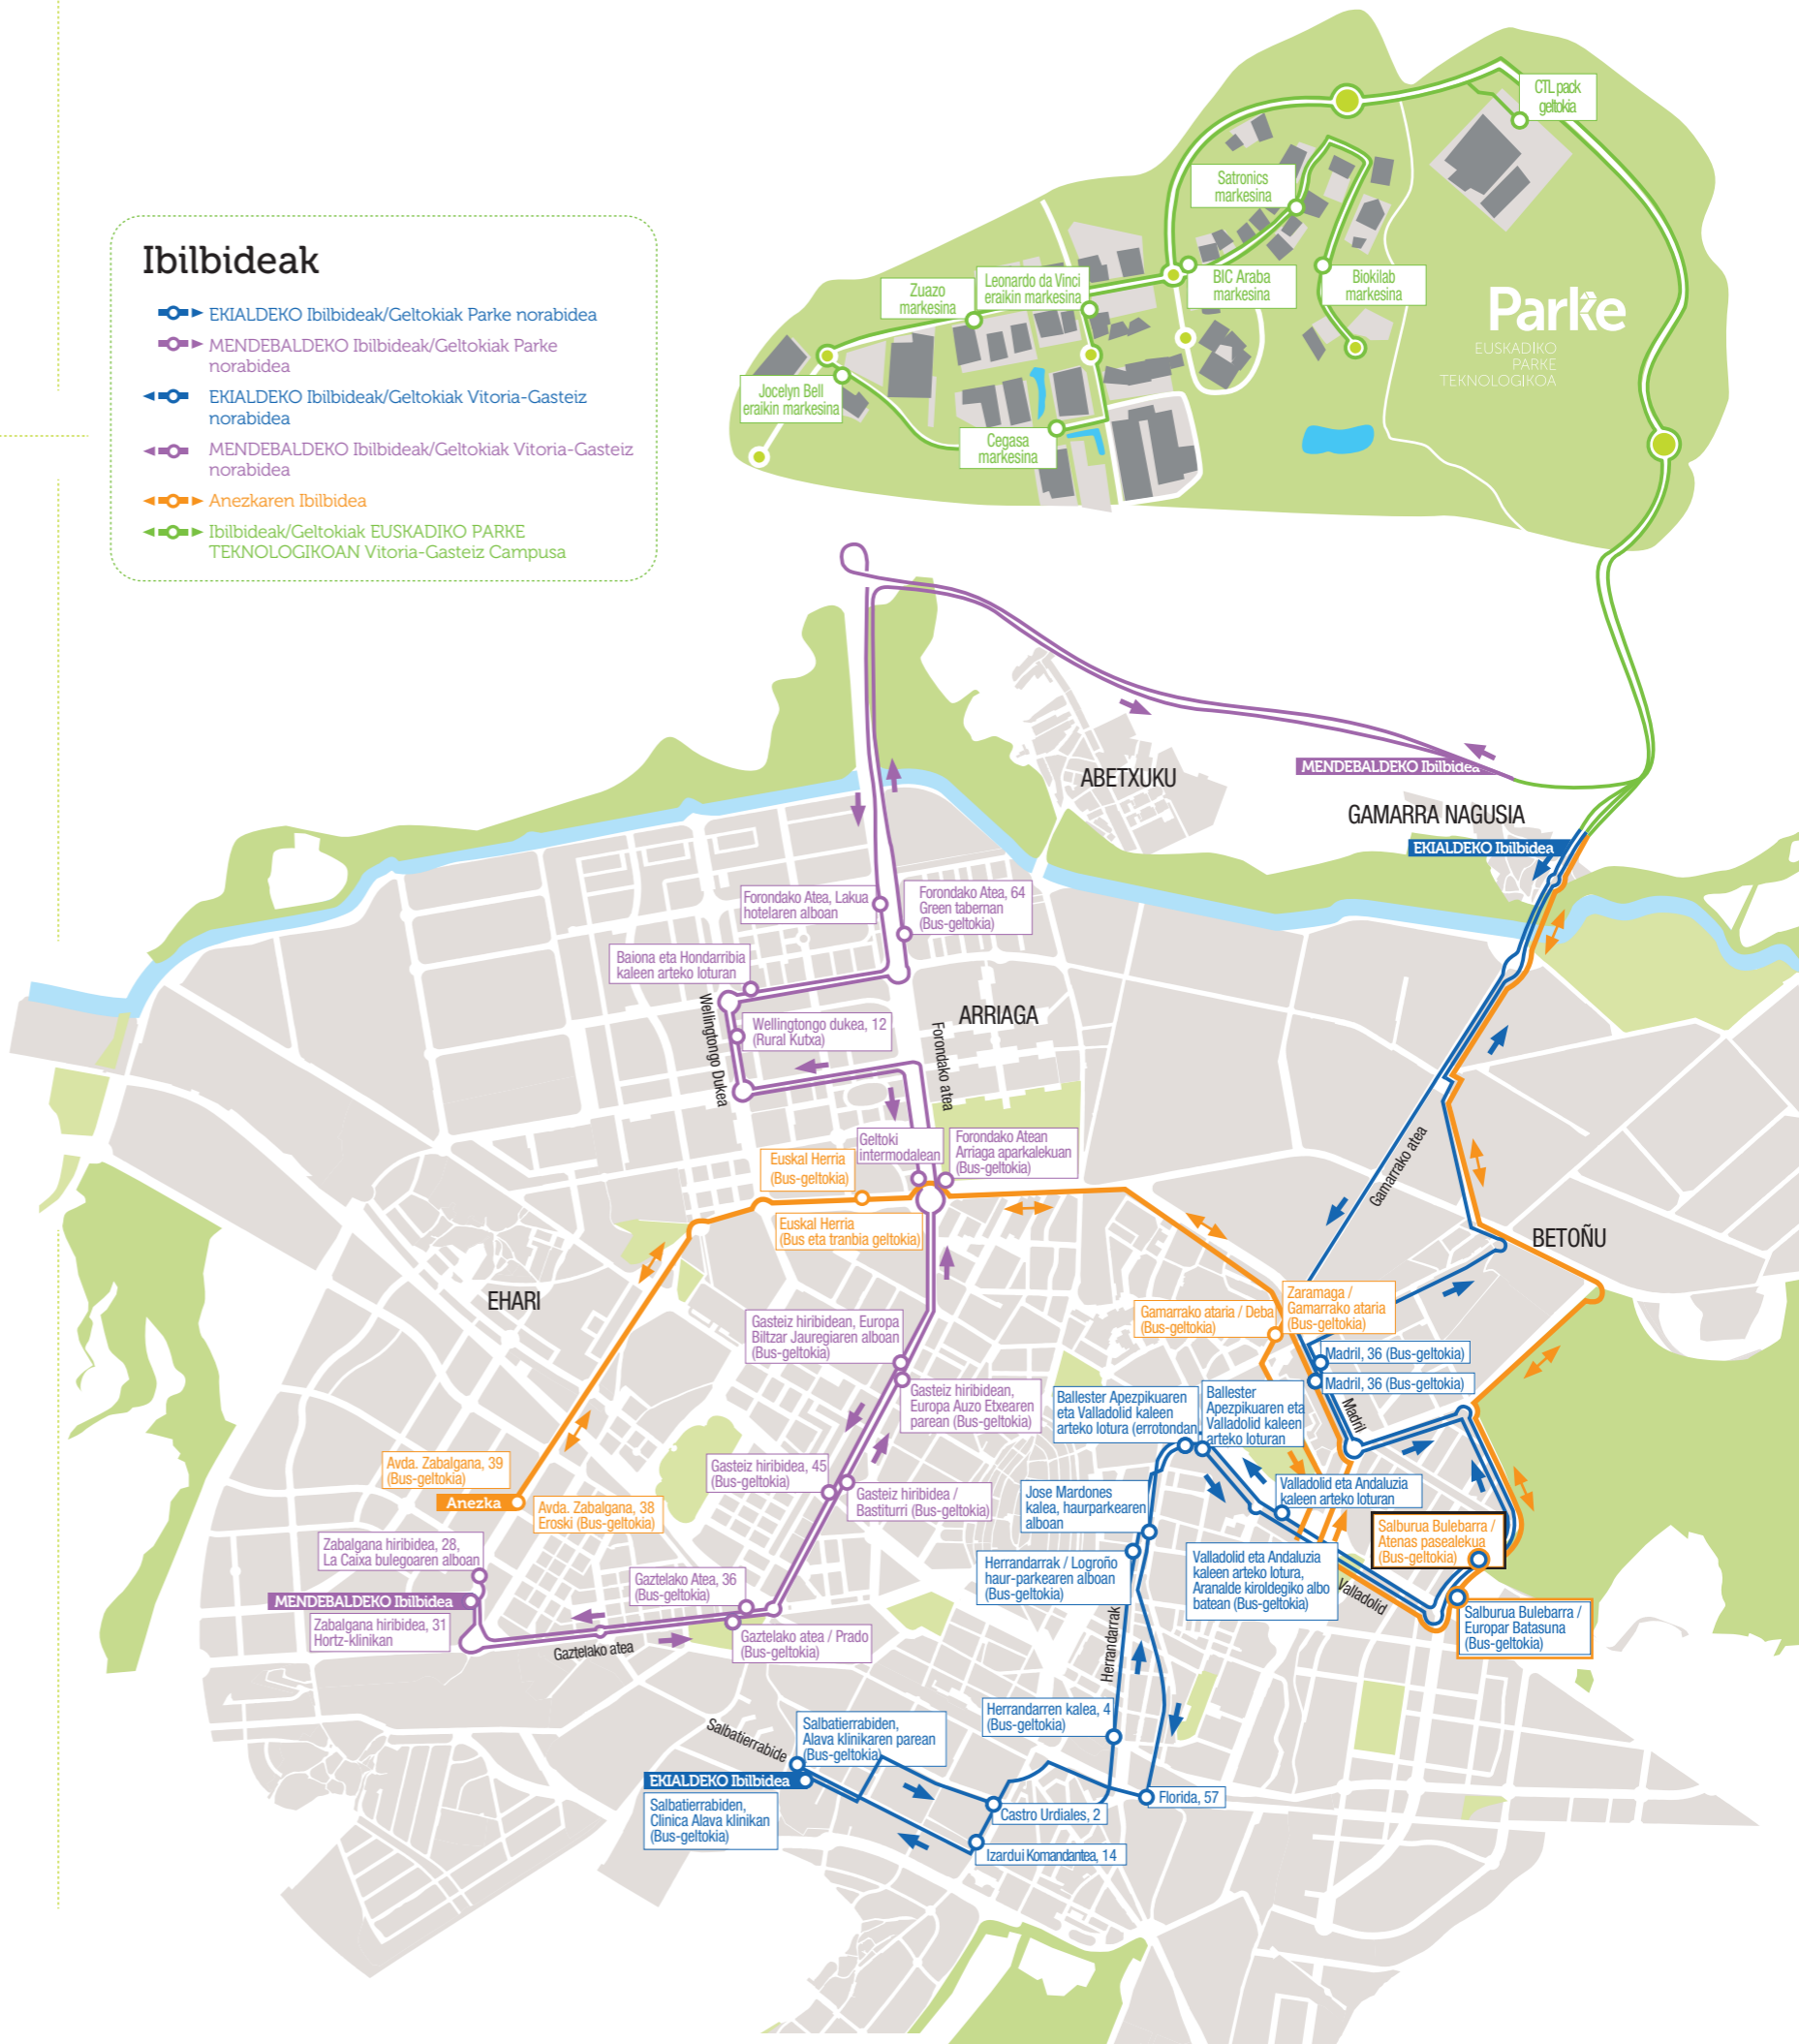 Ibilbideak
EKIALDEKO Ibilbideak/Geltokiak Parke norabidea
MENDEBALDEKO Ibilbideak/Geltokiak Parke
norabidea
EKIALDEKO Ibilbideak/Geltokiak Vitoria-Gasteiz
norabidea
MENDEBALDEKO Ibilbideak/Geltokiak Vitoria-Gasteiz
norabidea
Anezkaren Ibilbidea
Ibilbideak/Geltokiak EUSKADIKO PARKE
TEKNOLOGIKOAN Vitoria-Gasteiz Campusa
CTL pack
geltokia
Satronics
markesina
Zuazo
markesina
Leonardo da Vinci
eraikin markesina
BIC Araba
markesina
Biokilab
markesina
Parke
EUSKADIKO
PARKE
TEKNOLOGIKOA
Jocelyn Bell
eraikin markesina
Cegasa
markesina
ABETXUKU
MENDEBALDEKO Ibilbidea
GAMARRA NAGUSIA
EKIALDEKO Ibilbidea
Forondako Atea, Lakua
hotelaren alboan
Forondako Atea, 64
Green tabernan
(Bus-geltokia)
Baiona eta Hondarribia
kaleen arteko loturan
Wellingtongo Dukea
Wellingtongo dukea, 12
(Rural Kutxa)
ARRIAGA
Forondako atea
Geltoki
intermodalean
Forondako Atean
Arriaga aparkalekuan
(Bus-geltokia)
Euskal Herria
(Bus-geltokia)
Euskal Herria
(Bus eta tranbia geltokia)
Gamarrako atea
BETOÑU
EHARI
Gasteiz hiribidean, Europa
Biltzar Jauregiaren alboan
(Bus-geltokia)
Gasteiz hiribidean,
Europa Auzo Etxearen
parean (Bus-geltokia)
Gamarrako ataria / Deba
(Bus-geltokia)
Zaramaga /
Gamarrako ataria
(Bus-geltokia)
Madril, 36 (Bus-geltokia)
Madril, 36 (Bus-geltokia)
Madril
Ballester Apezpikuaren
eta Valladolid kaleen
arteko lotura (errotondan
Ballester
Apezpikuaren eta
Valladolid kaleen
arteko loturan
Avda. Zabalgana, 39
(Bus-geltokia)
Anezka
Avda. Zabalgana, 38
Eroski (Bus-geltokia)
Gasteiz hiribidea, 45
(Bus-geltokia)
Gasteiz hiribidea /
Bastiturri (Bus-geltokia)
Jose Mardones
kalea, haurparkearen
alboan
Valladolid eta Andaluzia
kaleen arteko loturan
Salburua Bulebarra /
Atenas pasealekua
(Bus-geltokia)
Zabalgana hiribidea, 28,
La Caixa bulegoaren alboan
MENDEBALDEKO Ibilbidea
Zabalgana hiribidea, 31
Hortz-klinikan
Gaztelako Atea, 36
(Bus-geltokia)
Gaztelako atea / Prado
(Bus-geltokia)
Gaztelako atea
Herrandarrak / Logroño
haur-parkearen alboan
(Bus-geltokia)
Valladolid eta Andaluzia
kaleen arteko lotura,
Aranalde kiroldegiko albo
batean (Bus-geltokia)
Valladolid
Salburua Bulebarra /
Europar Batasuna
(Bus-geltokia)
Herrandarrak
Herrandarren kalea, 4
(Bus-geltokia)
Salbatierrabide
Salbatierrabiden,
Alava klinikaren parean
(Bus-geltokia)
EKIALDEKO Ibilbidea
Salbatierrabiden,
Clinica Alava klinikan
(Bus-geltokia)
Castro Urdiales, 2
Florida, 57
Izardui Komandantea, 14